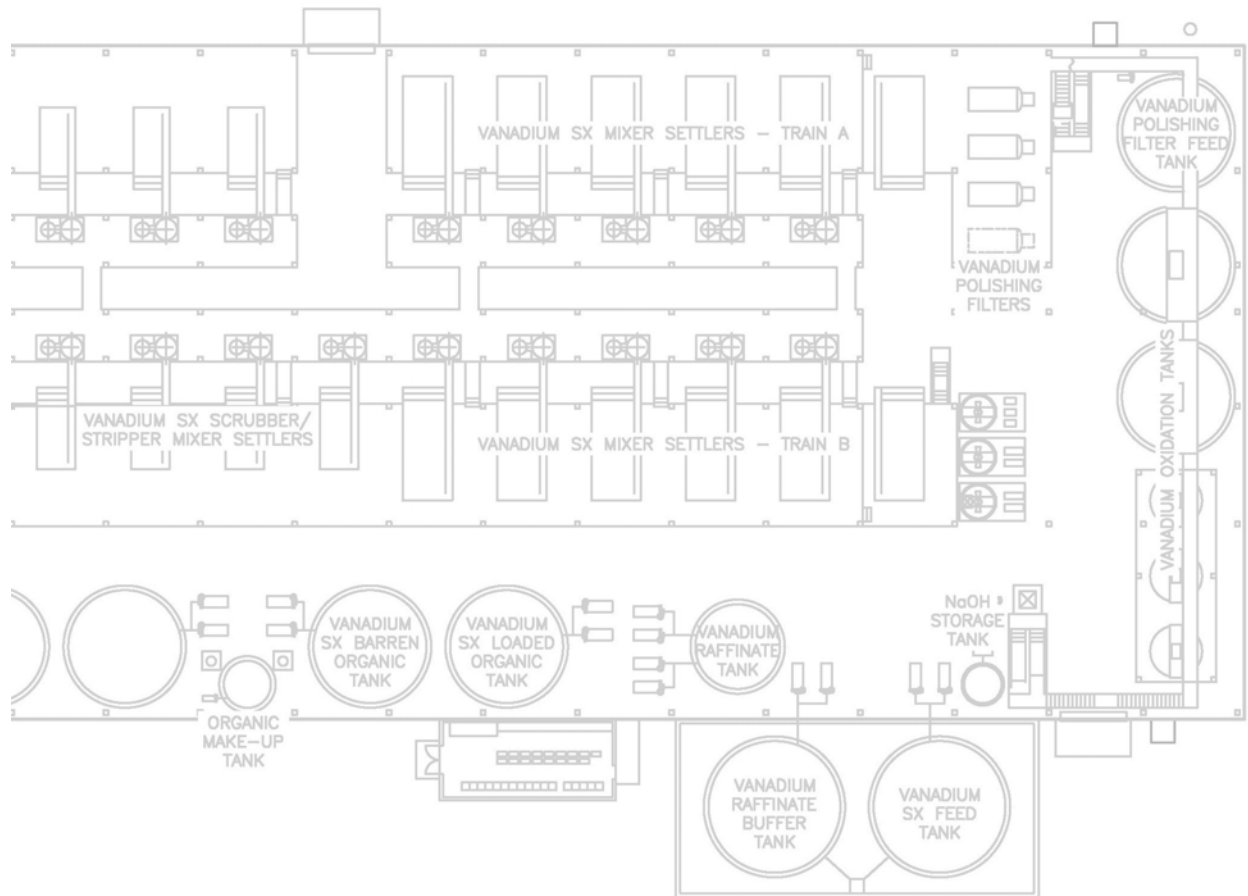 VANADIUM
POLISHING
FILTER FEED
TANK
VANADIUM SX MIXER SETTLERS - TRAIN A
VANADIUM
POLISHING
FILTERS
VANADIUM OXIDATION TANKS
VANADIUM SX SCRUBBER/
STRIPPER MIXER SETTLERS
VANADIUM SX MIXER SETTLERS - TRAIN B
VANADIUM
SX BARREN
ORGANIC
TANK
VANADIUM
SX LOADED
ORGANIC
TANK
VANADIUM
RAFFINATE
TANK
NaOH
STORAGE
TANK
ORGANIC
MAKE-UP
TANK
VANADIUM
RAFFINATE
BUFFER
TANK
VANADIUM
SX FEED
TANK